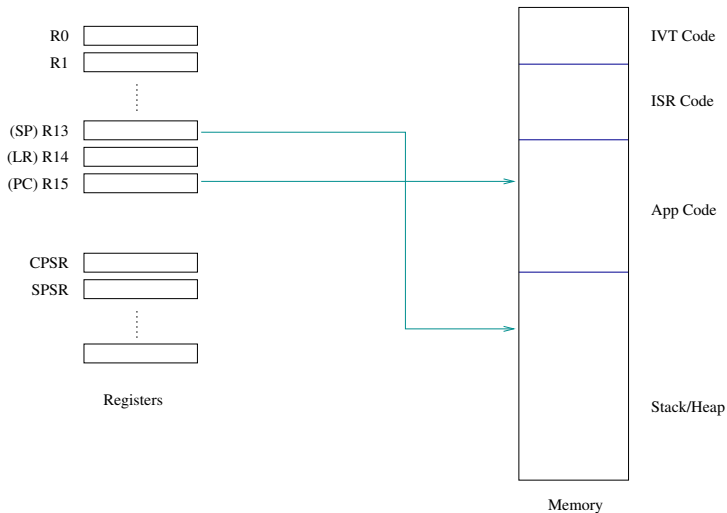 R0
R1
(SP) R13
(LR) R14
(PC) R15
CPSR
SPSR
Registers
IVT Code
ISR Code
App Code
Stack/Heap
Memory